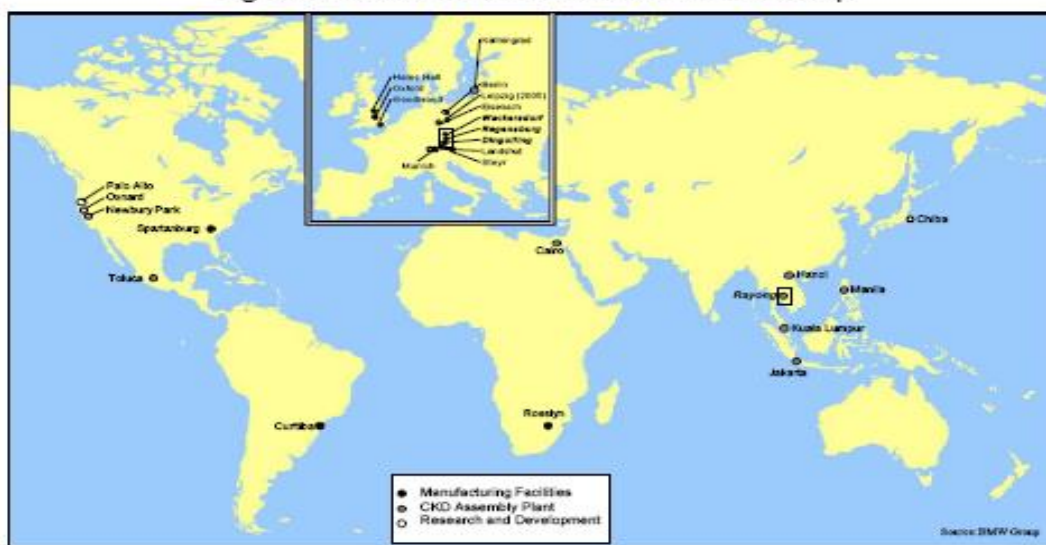 Kaliningrad
Hams Hall
Oxford
Goodwood
Berlin
Leipzig (2005)
Eisenach
Wackersdorf
Regensburg
Dingolfing
Landshut
Steyr
Munich
Palo Alto
Oxnard
Newbury Park
Spartanburg
Toluca
Cairo
Chiba
Hanoi
Rayong
Manila
Kuala Lumpur
Jakarta
Curtiba
Rosslyn
Manufacturing Facilities
CKD Assembly Plant
Research and Development
Source: BMW Group